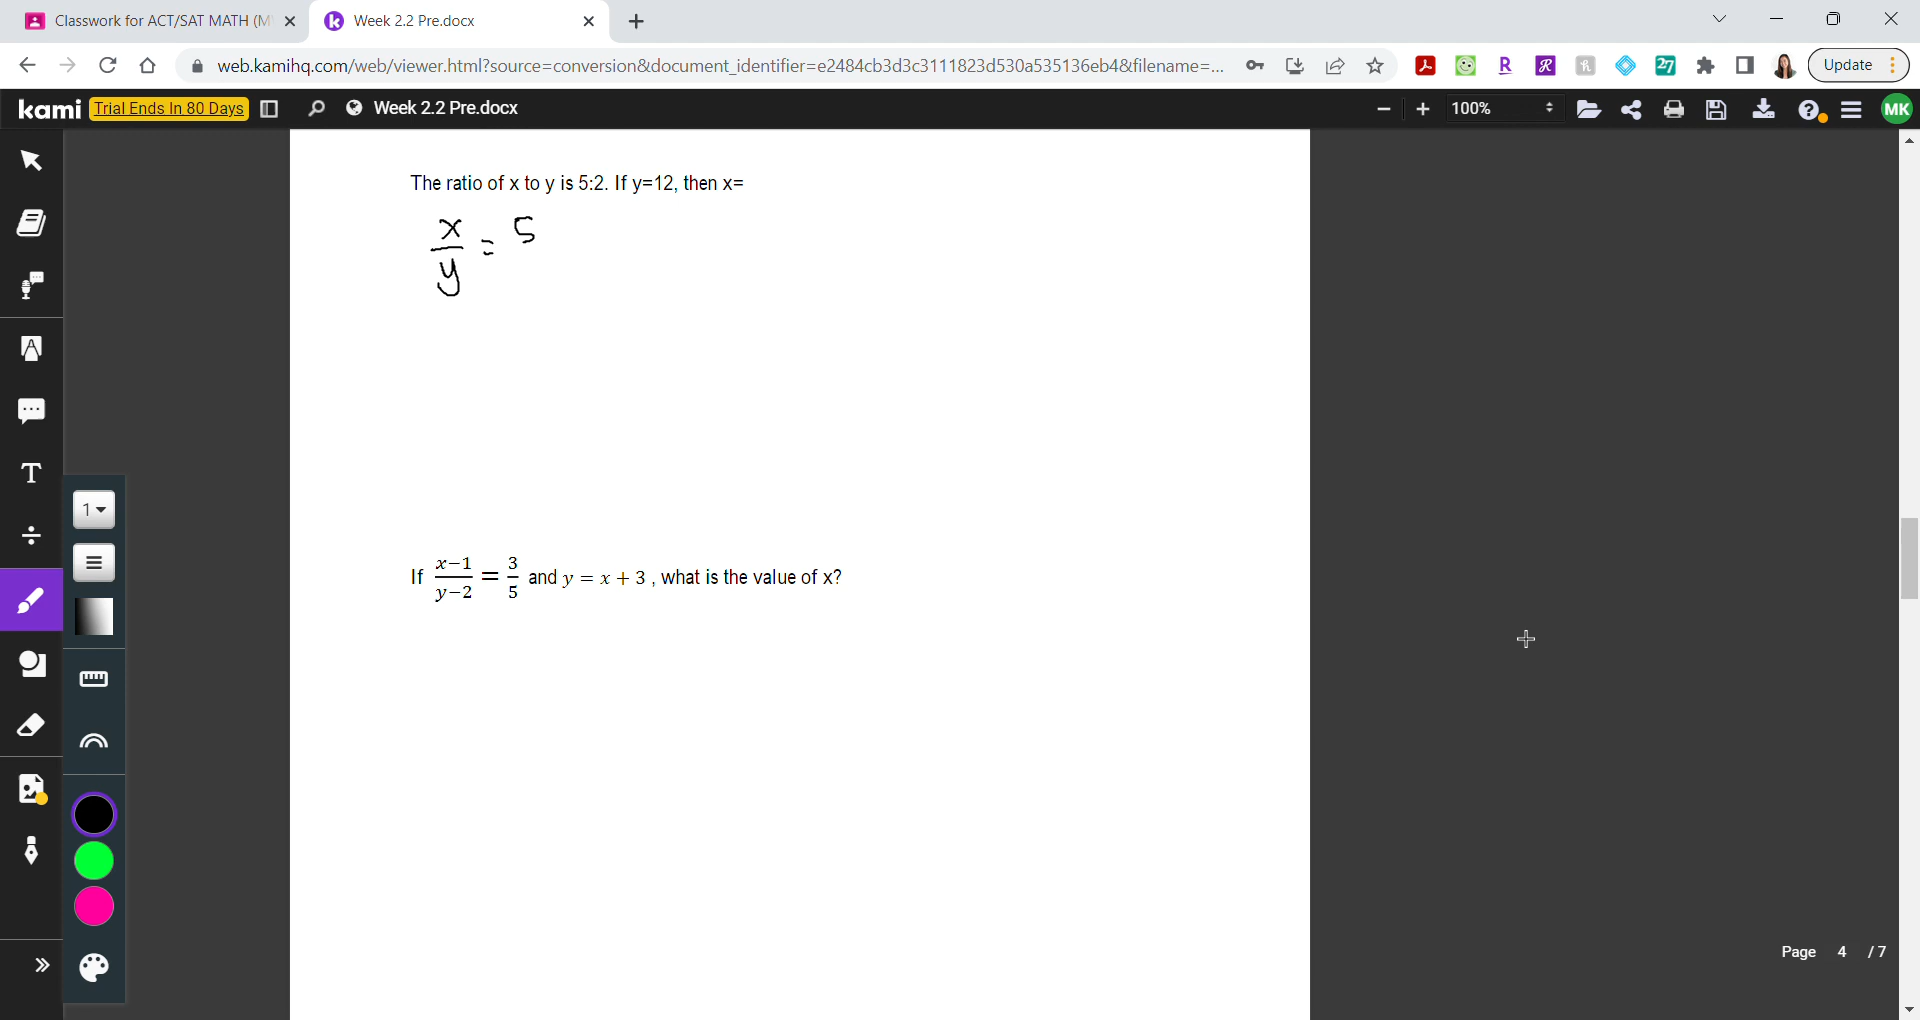 Classwork for ACT/SAT MATH (M
Week 2.2 Pre.docx
web.kamihq.com/web/viewer.html?source=conversion&document_identifier=e2484cb3d3c3111823d530a535136eb4&filename=...
Update
kami
Trial Ends In 80 Days
Week 2.2 Pre.docx
100%
MK
The ratio of x to y is 5:2. If y=12, then x=
x/y = 5
1
If x−1/y−2 = 3/5 and y = x + 3 , what is the value of x?
Page 4 / 7